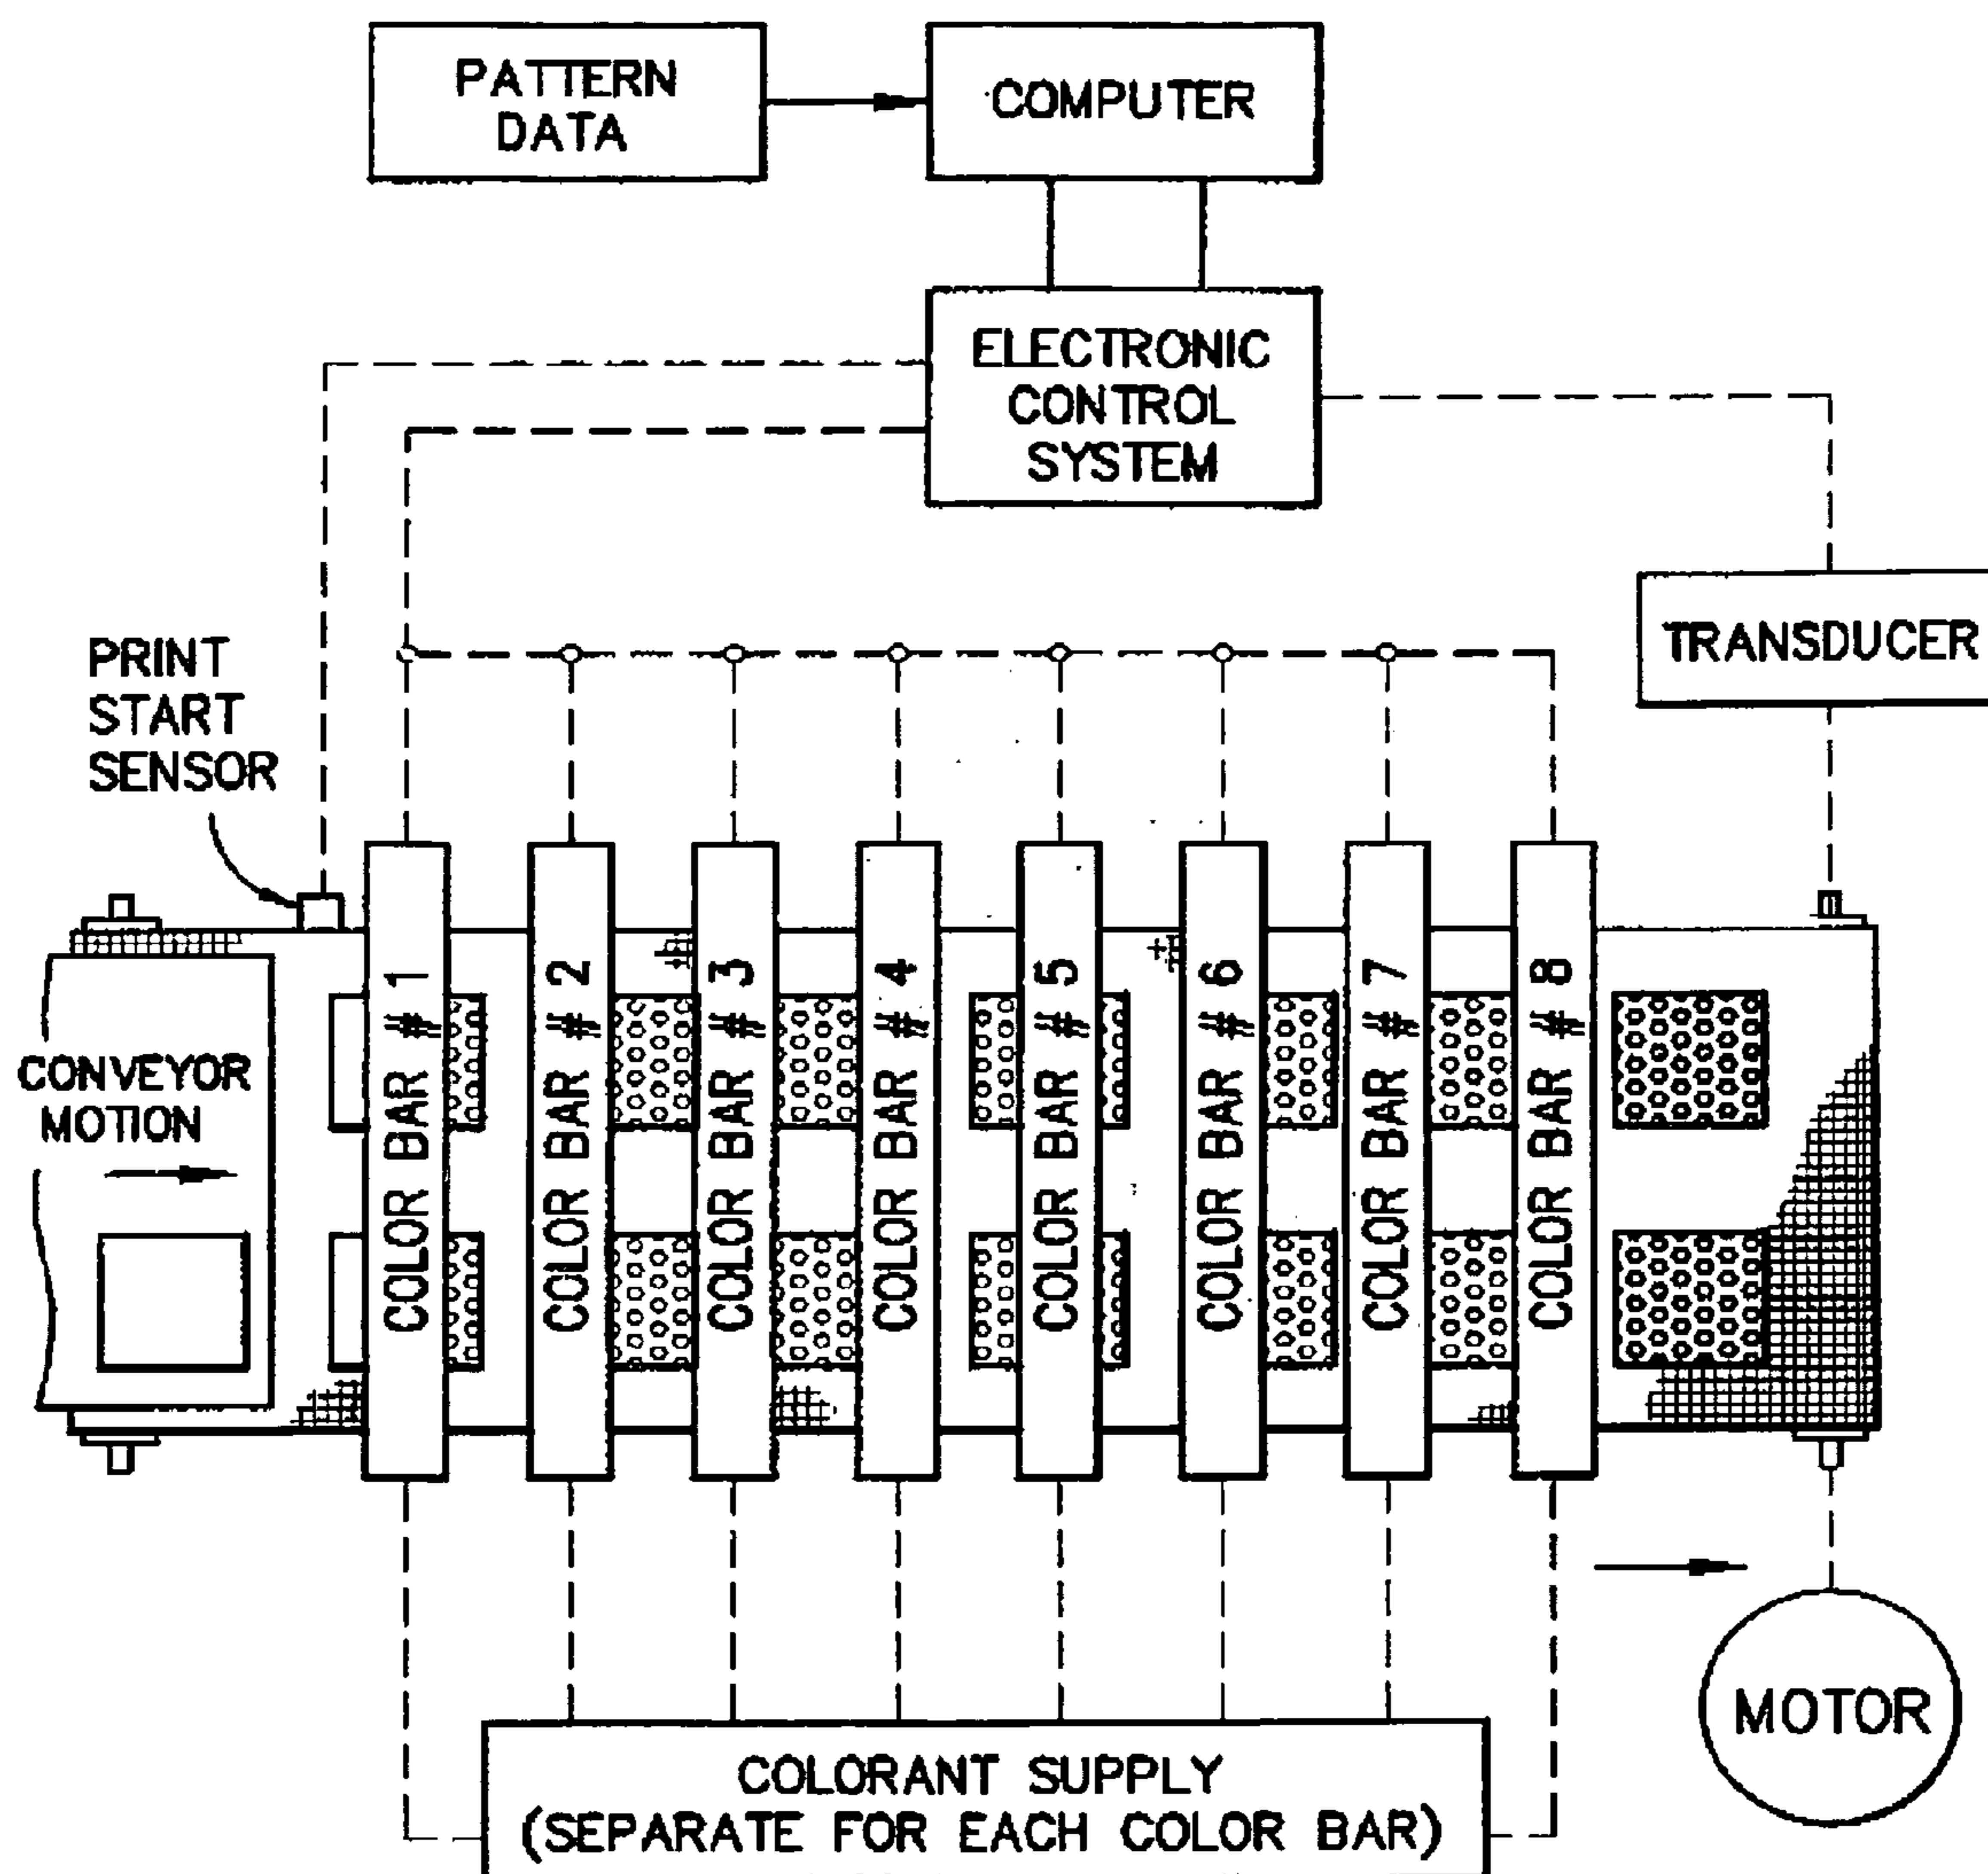 PATTERN
DATA
COMPUTER
ELECTRONIC
CONTROL
SYSTEM
TRANSDUCER
PRINT
START
SENSOR
CONVEYOR
MOTION
COLOR BAR # 1
COLOR BAR # 2
COLOR BAR # 3
COLOR BAR # 4
COLOR BAR # 5
COLOR BAR # 6
COLOR BAR # 7
COLOR BAR # 8
MOTOR
COLORANT SUPPLY
(SEPARATE FOR EACH COLOR BAR)